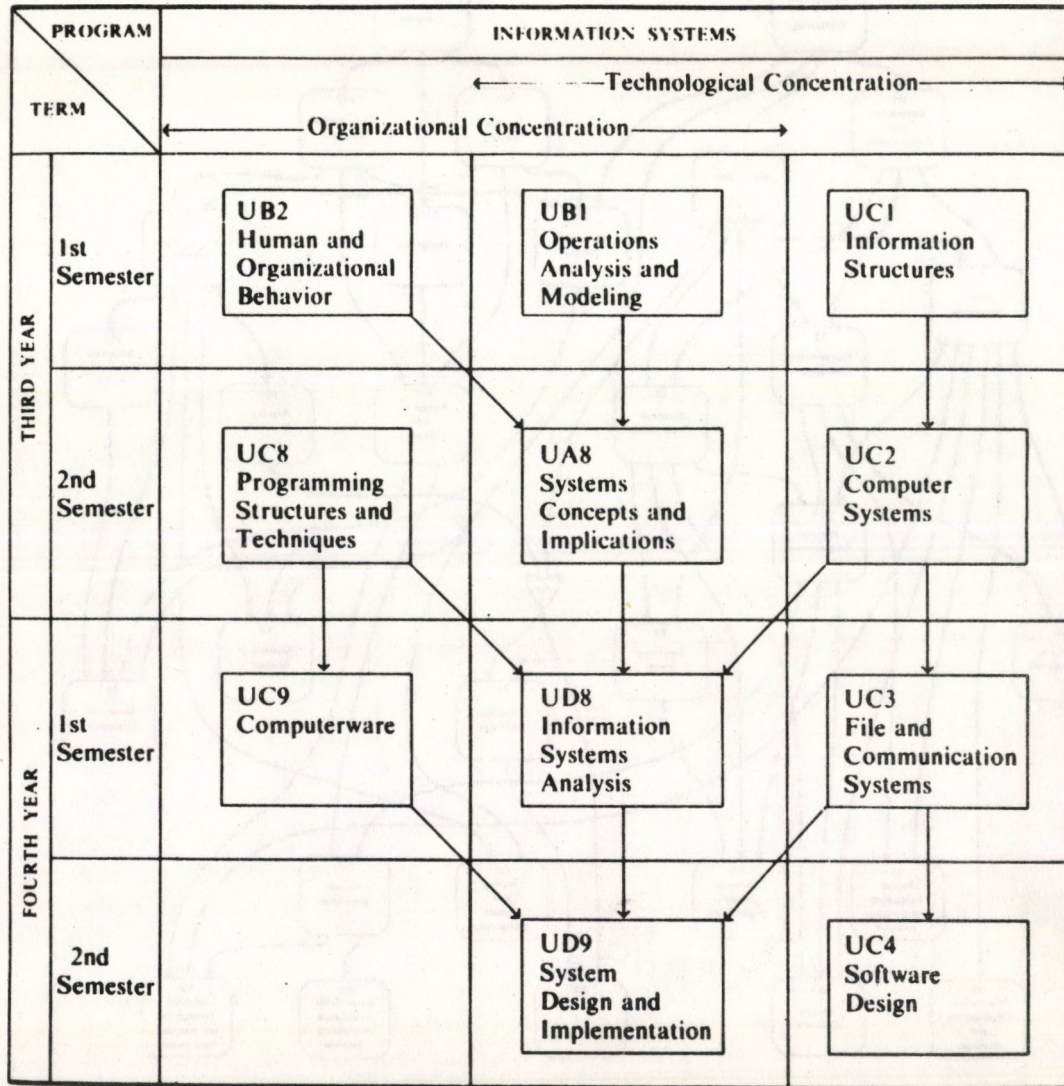 PROGRAM
TERM
INFORMATION SYSTEMS
Technological Concentration
Organizational Concentration
THIRD YEAR
1st
Semester
UB2
Human and
Organizational
Behavior
UB1
Operations
Analysis and
Modeling
UC1
Information
Structures
2nd
Semester
UC8
Programming
Structures and
Techniques
UA8
Systems
Concepts and
Implications
UC2
Computer
Systems
FOURTH YEAR
1st
Semester
UC9
Computerware
UD8
Information
Systems
Analysis
UC3
File and
Communication
Systems
2nd
Semester
UD9
System
Design and
Implementation
UC4
Software
Design